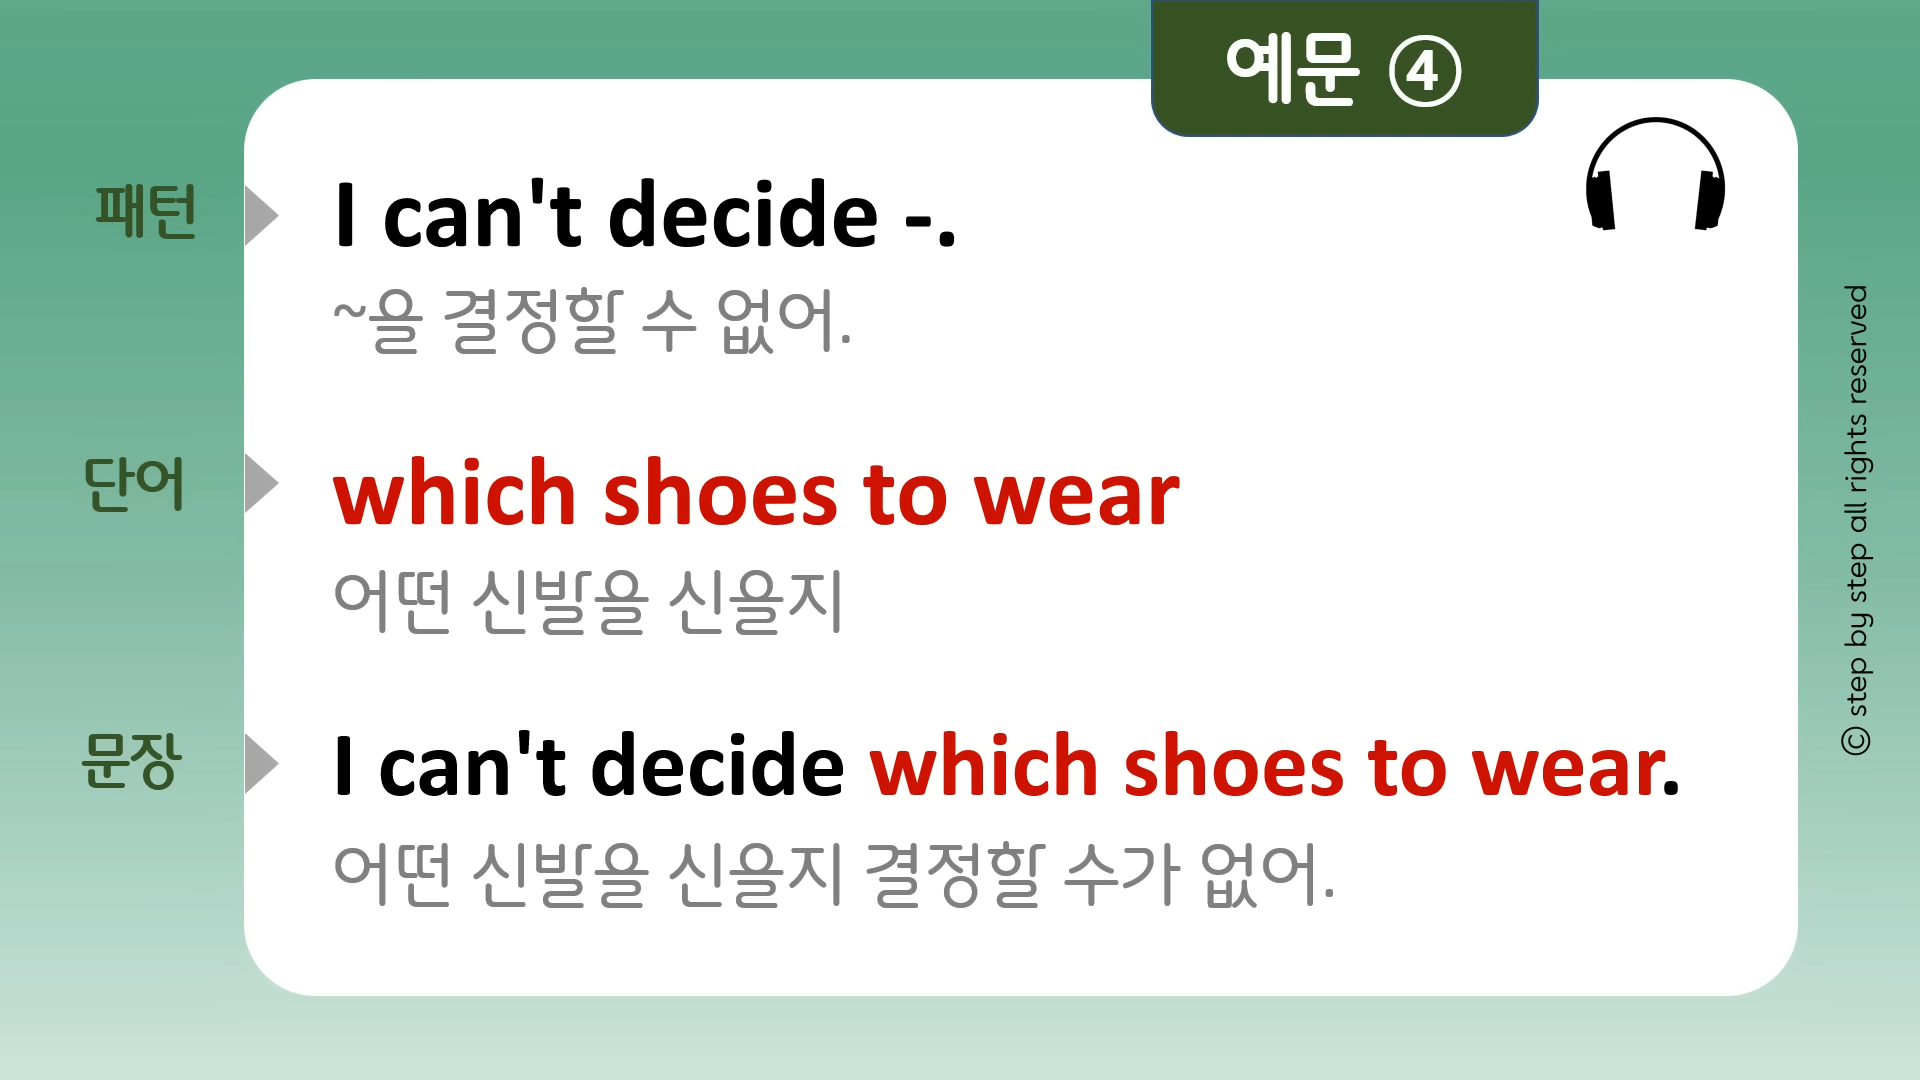 예문 ④
패턴
I can't decide -.
~을 결정할 수 없어.
단어
which shoes to wear
어떤 신발을 신을지
문장
I can't decide which shoes to wear.
어떤 신발을 신을지 결정할 수가 없어.
© step by step all rights reserved